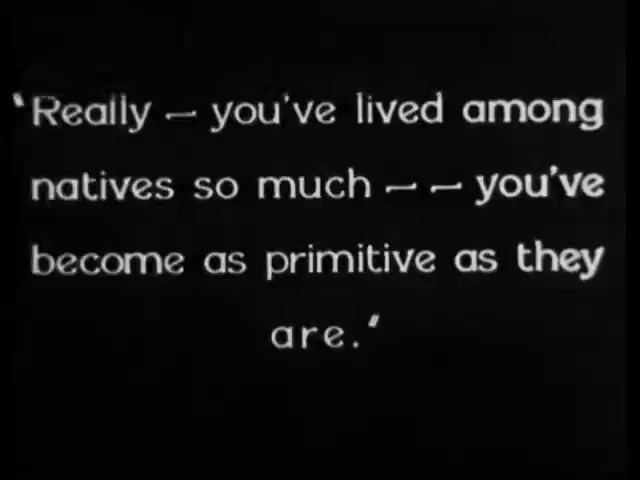 'Really — you've lived among
natives so much — — you've
become as primitive as they
are.'